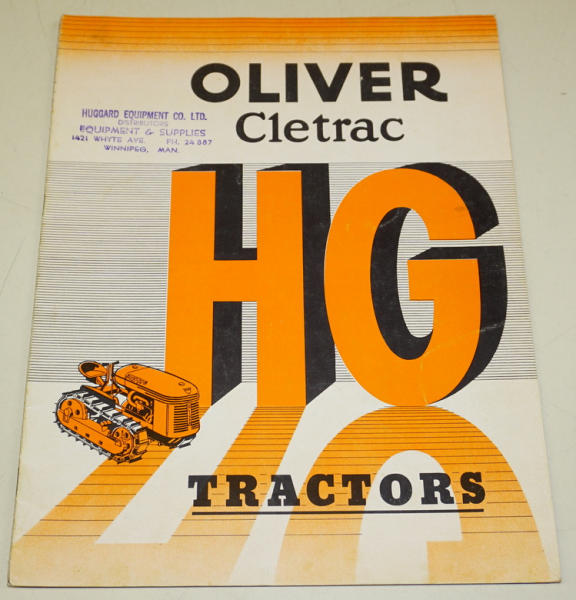 OLIVER
Cletrac
HUGGARD EQUIPMENT CO. LTD.
DISTRIBUTORS
EQUIPMENT & SUPPLIES
1421 WHYTE AVE. PH. 24 887
WINNIPEG, MAN.
HG
TRACTORS